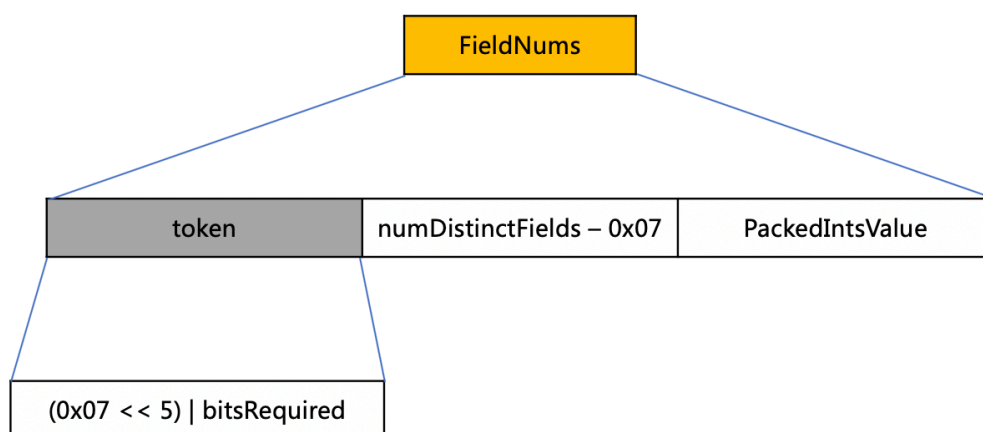 FieldNums
token
numDistinctFields – 0x07
PackedIntsValue
(0x07 << 5) | bitsRequired